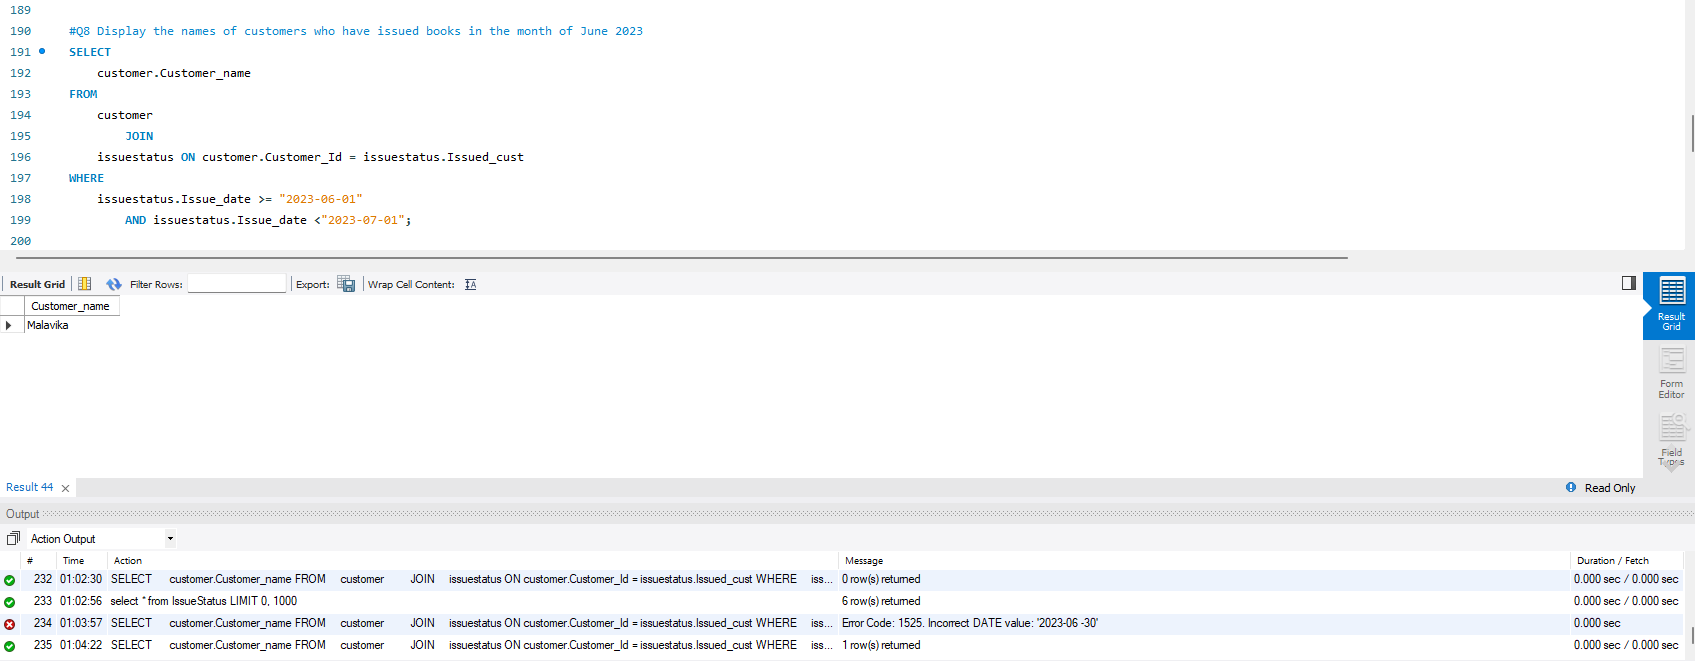 189
190 #Q8 Display the names of customers who have issued books in the month of June 2023
191 SELECT
192 customer.Customer_name
193 FROM
194 customer
195 JOIN
196 issuestatus ON customer.Customer_Id = issuestatus.Issued_cust
197 WHERE
198 issuestatus.Issue_date >= "2023-06-01"
199 AND issuestatus.Issue_date <"2023-07-01";
200
Result Grid Filter Rows: Export: Wrap Cell Content:
Customer_name
Malavika
Result Grid
Form Editor
Field Types
Result 44 Read Only
Output
Action Output
# Time Action Message Duration / Fetch
232 01:02:30 SELECT customer.Customer_name FROM customer JOIN issuestatus ON customer.Customer_Id = issuestatus.Issued_cust WHERE iss... 0 row(s) returned 0.000 sec / 0.000 sec
233 01:02:56 select * from IssueStatus LIMIT 0, 1000 6 row(s) returned 0.000 sec / 0.000 sec
234 01:03:57 SELECT customer.Customer_name FROM customer JOIN issuestatus ON customer.Customer_Id = issuestatus.Issued_cust WHERE iss... Error Code: 1525. Incorrect DATE value: '2023-06 -30' 0.000 sec
235 01:04:22 SELECT customer.Customer_name FROM customer JOIN issuestatus ON customer.Customer_Id = issuestatus.Issued_cust WHERE iss... 1 row(s) returned 0.000 sec / 0.000 sec